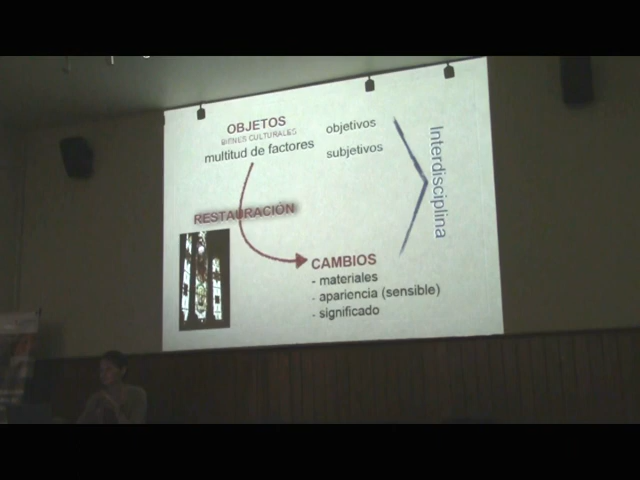 OBJETOS
BIENES CULTURALES
multitud de factores
objetivos
subjetivos
Interdisciplina
RESTAURACIÓN
CAMBIOS
- materiales
- apariencia (sensible)
- significado